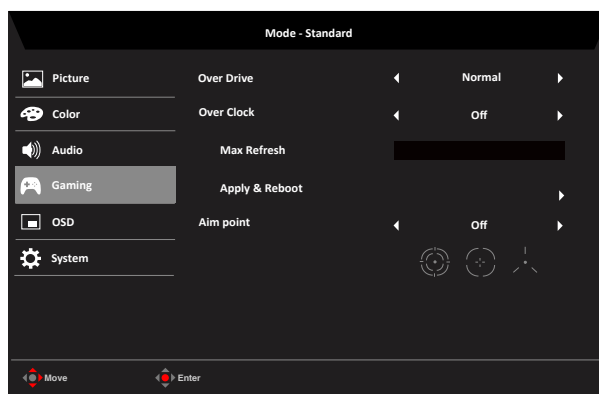 Mode - Standard
Picture
Over Drive
Normal
Color
Over Clock
Off
Audio
Max Refresh
Gaming
Apply & Reboot
OSD
Aim point
Off
System
Move
Enter